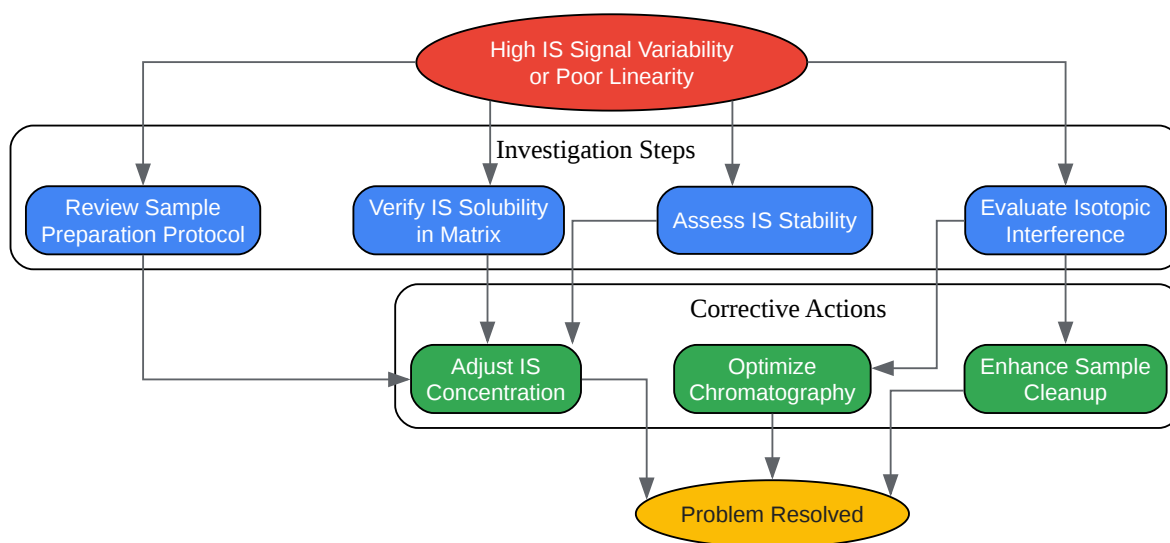 High IS Signal Variability
or Poor Linearity
Investigation Steps
Review Sample
Preparation Protocol
Verify IS Solubility
in Matrix
Assess IS Stability
Evaluate Isotopic
Interference
Corrective Actions
Adjust IS
Concentration
Optimize
Chromatography
Enhance Sample
Cleanup
Problem Resolved